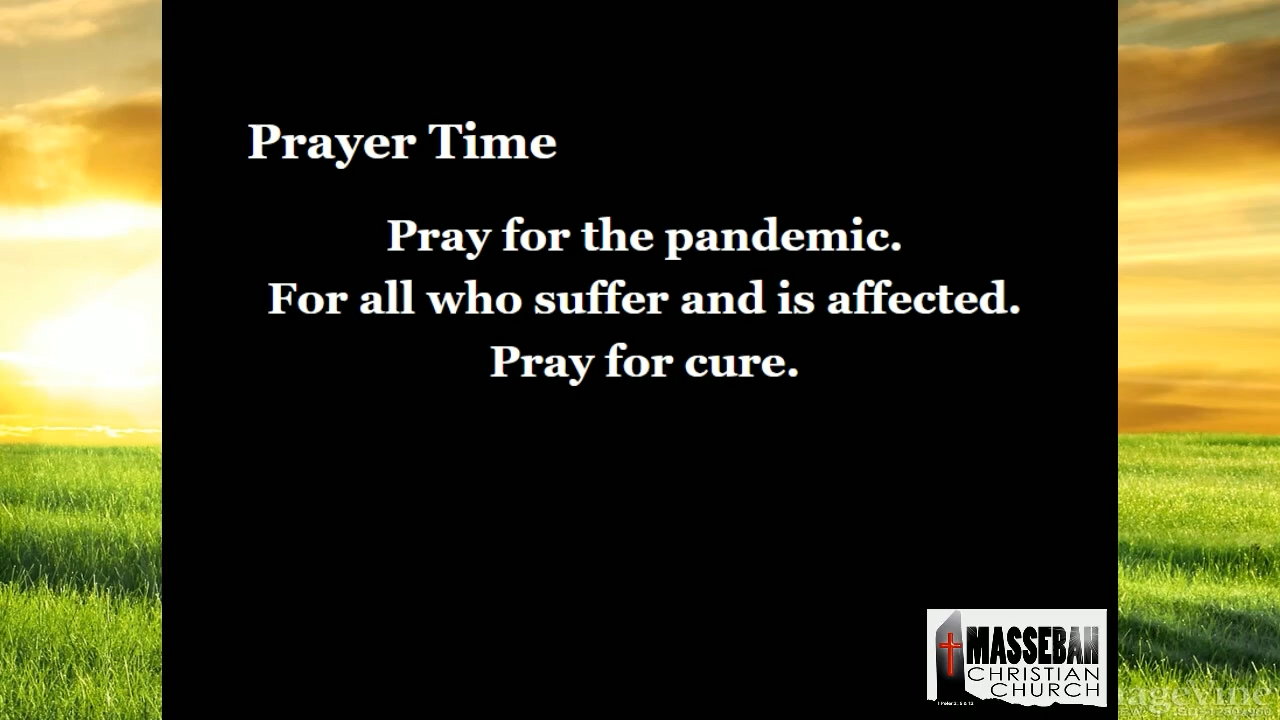 Prayer Time
Pray for the pandemic.
For all who suffer and is affected.
Pray for cure.
MASSEBAH
CHRISTIAN
CHURCH